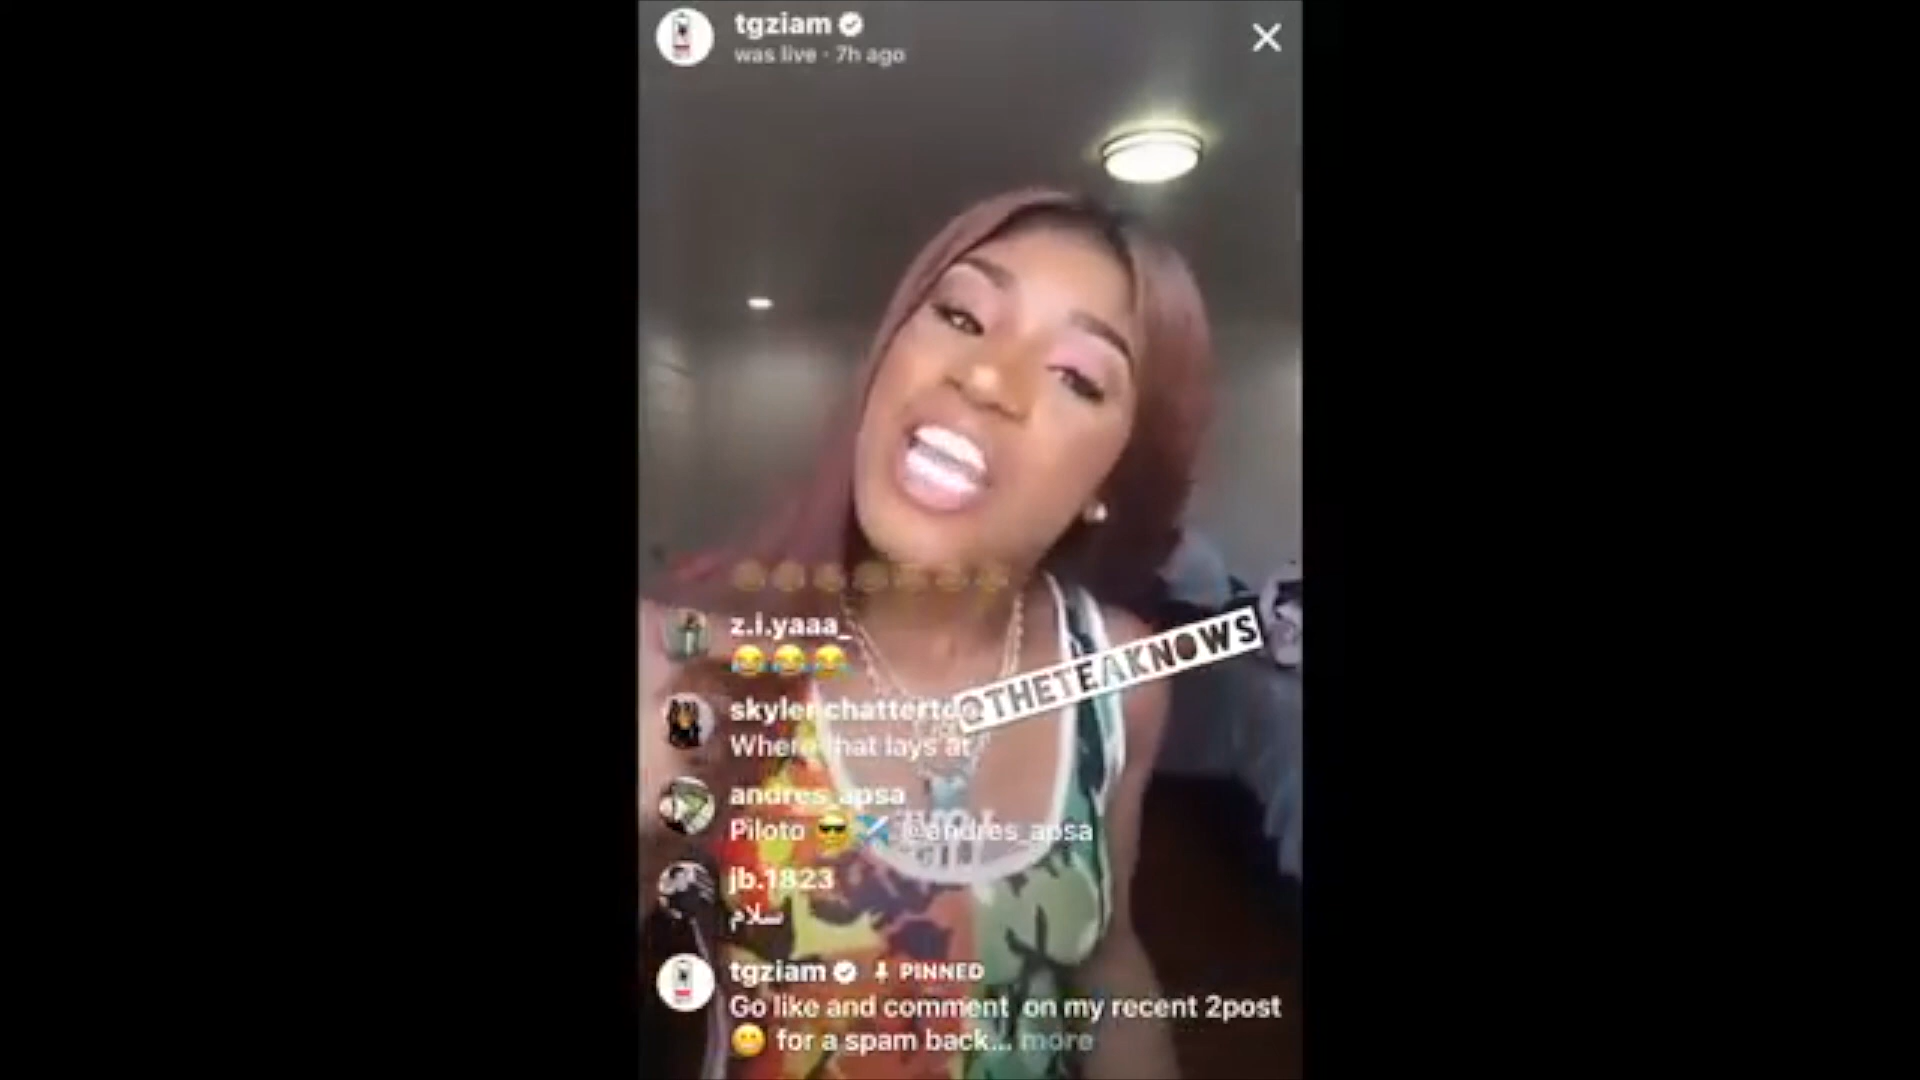 tgziam
was live · 7h ago
z.i.yaaa_
😂😂😂
@THETEAKNOWS
Where that lays at
andres_apsa
Piloto 😎✈️ @andres_apsa
jb.1823
سلام
tgziam PINNED
Go like and comment on my recent 2post
😬 for a spam back... more